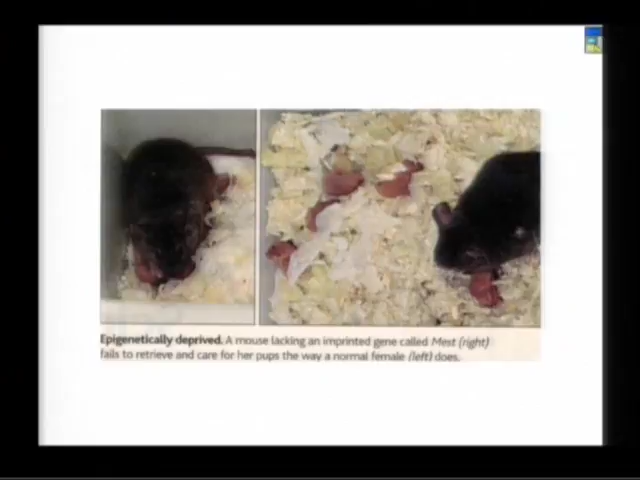 Epigenetically deprived. A mouse lacking an imprinted gene called Mest (right)
fails to retrieve and care for her pups the way a normal female (left) does.